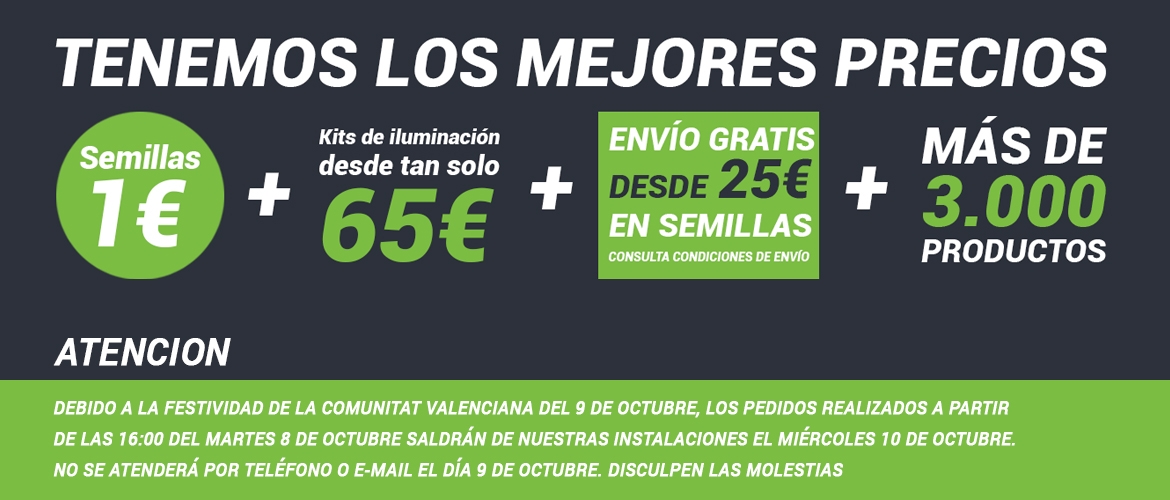 TENEMOS LOS MEJORES PRECIOS
Semillas
1€
+
Kits de iluminación
desde tan solo
65€
+
ENVÍO GRATIS
DESDE 25€
EN SEMILLAS
CONSULTA CONDICIONES DE ENVÍO
+
MÁS DE
3.000
PRODUCTOS
ATENCION
DEBIDO A LA FESTIVIDAD DE LA COMUNITAT VALENCIANA DEL 9 DE OCTUBRE, LOS PEDIDOS REALIZADOS A PARTIR
DE LAS 16:00 DEL MARTES 8 DE OCTUBRE SALDRÁN DE NUESTRAS INSTALACIONES EL MIÉRCOLES 10 DE OCTUBRE.
NO SE ATENDERÁ POR TELÉFONO O E-MAIL EL DÍA 9 DE OCTUBRE. DISCULPEN LAS MOLESTIAS